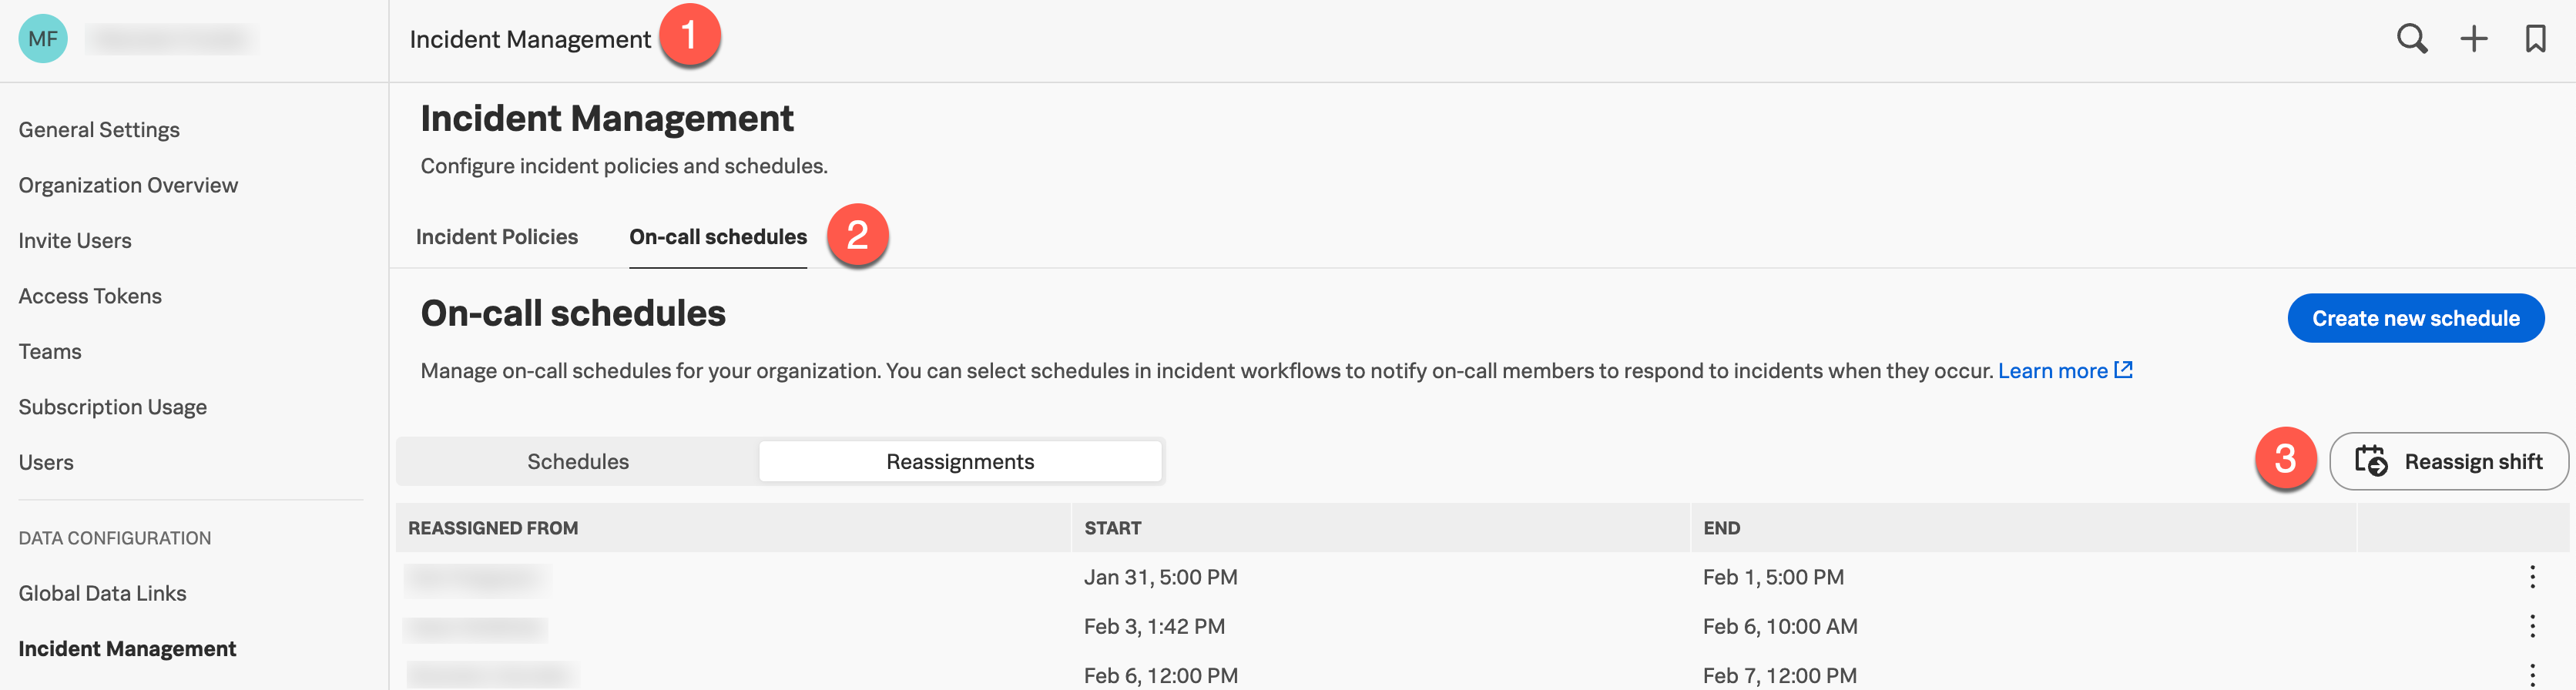 MF
Incident Management 1
General Settings
Organization Overview
Invite Users
Access Tokens
Teams
Subscription Usage
Users
DATA CONFIGURATION
Global Data Links
Incident Management
Incident Management
Configure incident policies and schedules.
Incident Policies On-call schedules 2
On-call schedules
Create new schedule
Manage on-call schedules for your organization. You can select schedules in incident workflows to notify on-call members to respond to incidents when they occur. Learn more
Schedules Reassignments
3 Reassign shift
REASSIGNED FROM START END
Jan 31, 5:00 PM Feb 1, 5:00 PM
Feb 3, 1:42 PM Feb 6, 10:00 AM
Feb 6, 12:00 PM Feb 7, 12:00 PM